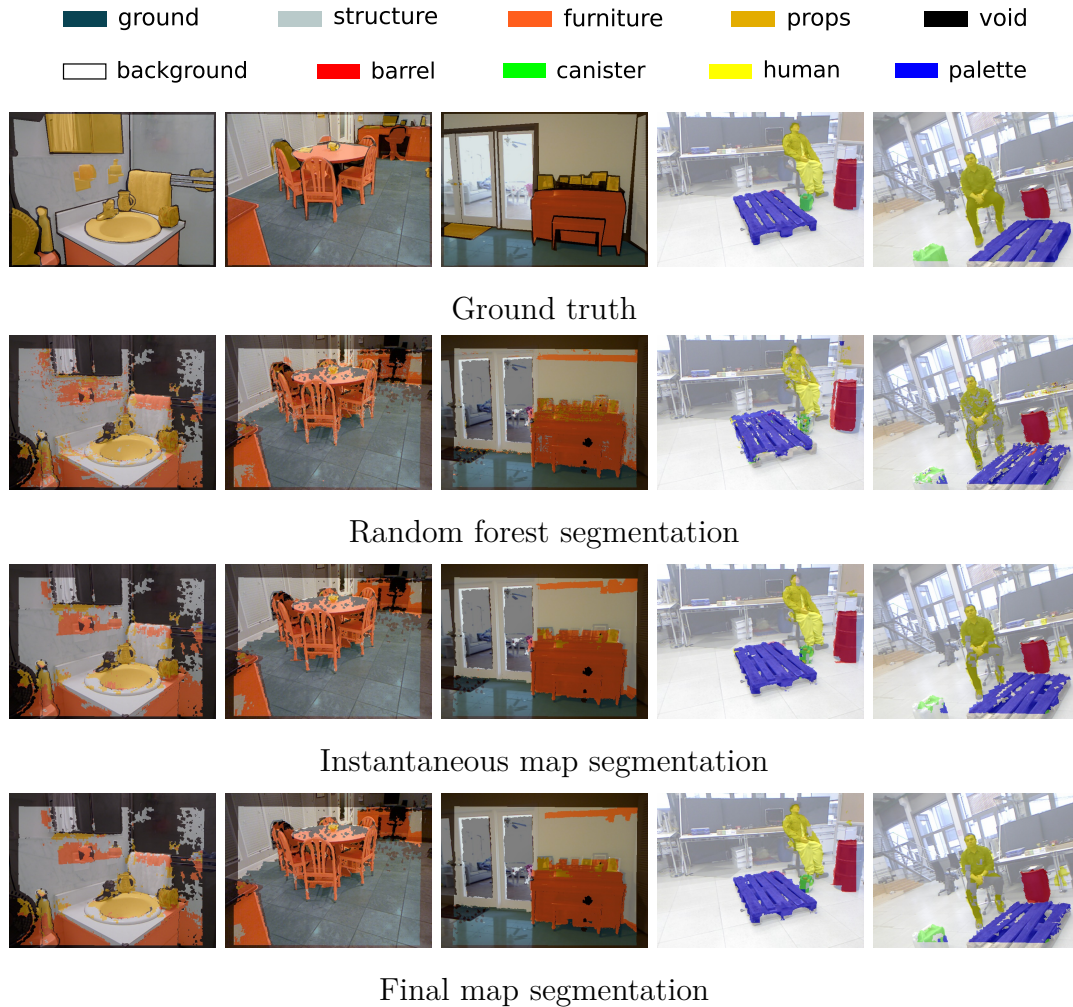 ground structure furniture props void
background barrel canister human palette
Ground truth
Random forest segmentation
Instantaneous map segmentation
Final map segmentation